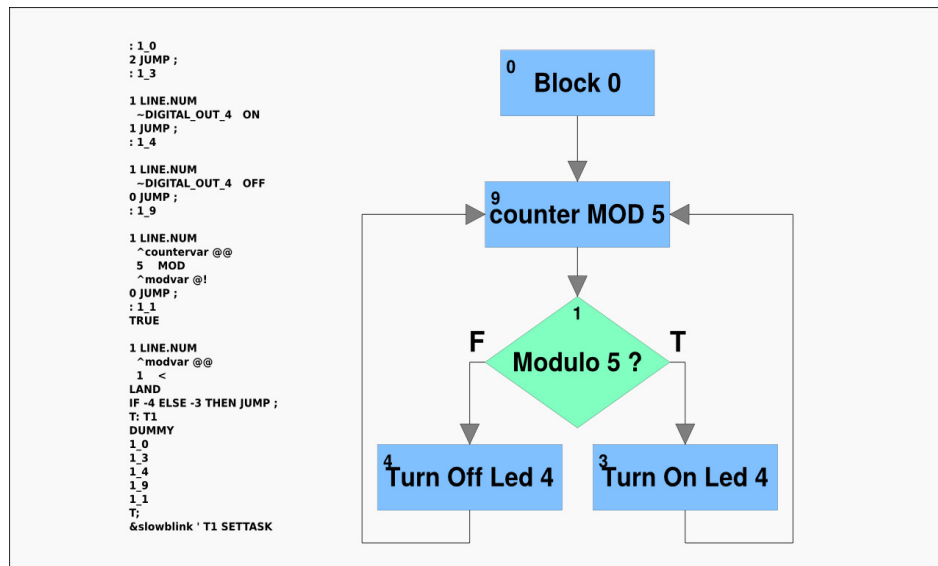 : 1_0
2 JUMP ;
: 1_3
1 LINE.NUM
~DIGITAL_OUT_4 ON
1 JUMP ;
: 1_4
1 LINE.NUM
~DIGITAL_OUT_4 OFF
0 JUMP ;
: 1_9
1 LINE.NUM
^countervar @@
5 MOD
^modvar @!
0 JUMP ;
: 1_1
TRUE
1 LINE.NUM
^modvar @@
1 <
LAND
IF -4 ELSE -3 THEN JUMP ;
T: T1
DUMMY
1_0
1_3
1_4
1_9
1_1
T;
&slowblink ' T1 SETTASK
0
Block 0
9
counter MOD 5
1
F
T
Modulo 5 ?
4
Turn Off Led 4
3
Turn On Led 4